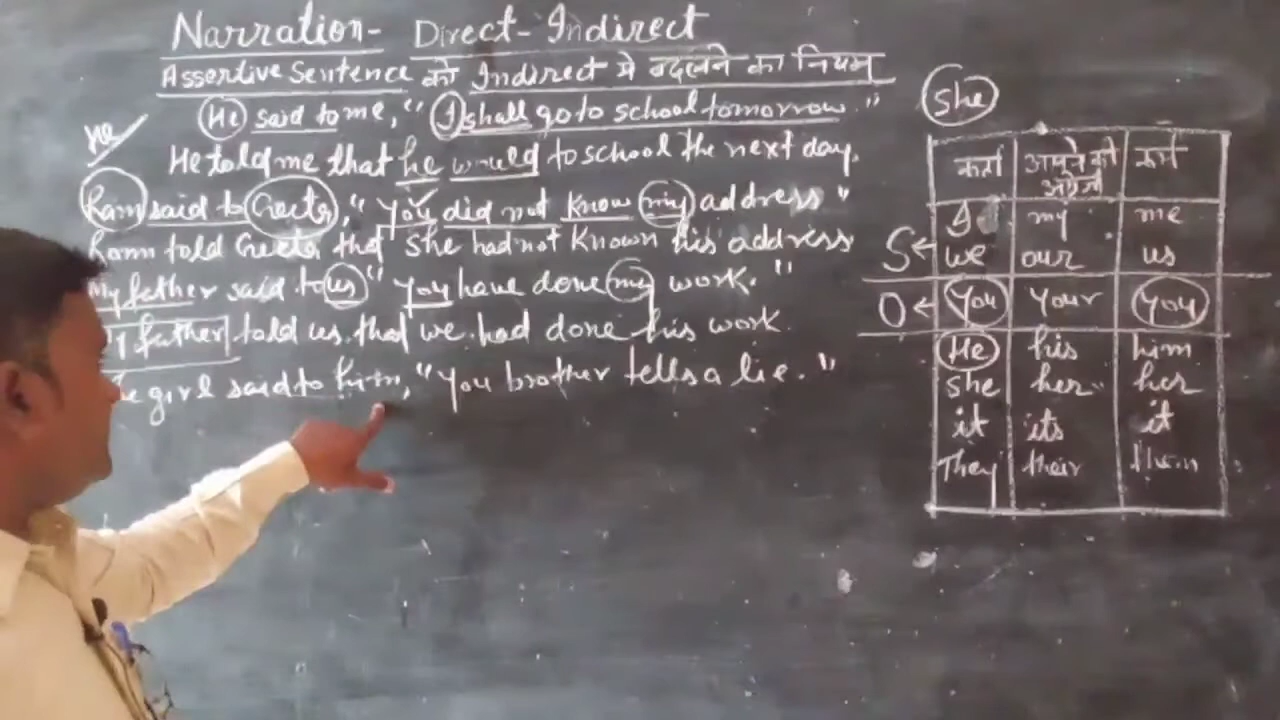 Narration- Direct-Indirect
Assertive Sentence को Indirect मे बदलने का नियम
He said to me, "I shall go to school tomorrow."
He
He told me that he would to school the next day.
Ram said to Geeta, "you did not know my address"
Ram told Geeta that she had not known his address
My father said to us "you have done my work."
father told us that we had done his work
girl said to him, "You brother tells a lie."
She
कर्ता अपने की अंग्रेजी कर्म
I my me
S ← we our us
O ← you your you
He his him
she her her
it its it
They their them